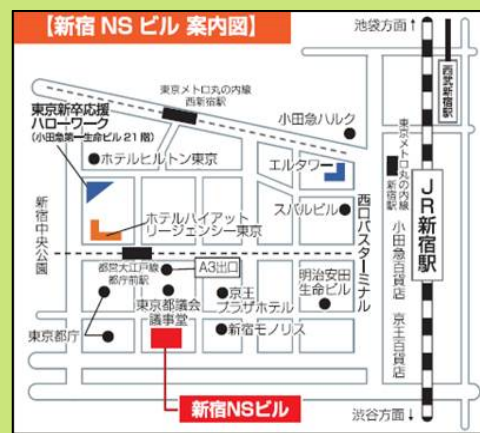 【新宿 NS ビル 案内図】
池袋方面↑
西武新宿駅
東京メトロ丸の内線
西新宿駅
東京新卒応援
ハローワーク
(小田急第一生命ビル21階)
小田急ハルク
ホテルヒルトン東京
エルタワー
東京メトロ丸の内線
新宿駅
JR新宿駅
スバルビル
西口バスターミナル
小田急百貨店
京王百貨店
新宿中央公園
ホテルハイアット
リージェンシー東京
都営大江戸線
都庁前駅
A3出口
明治安田
生命ビル
東京都議会
議事堂
京王
プラザホテル
東京都庁
新宿モノリス
新宿NSビル
渋谷方面↓